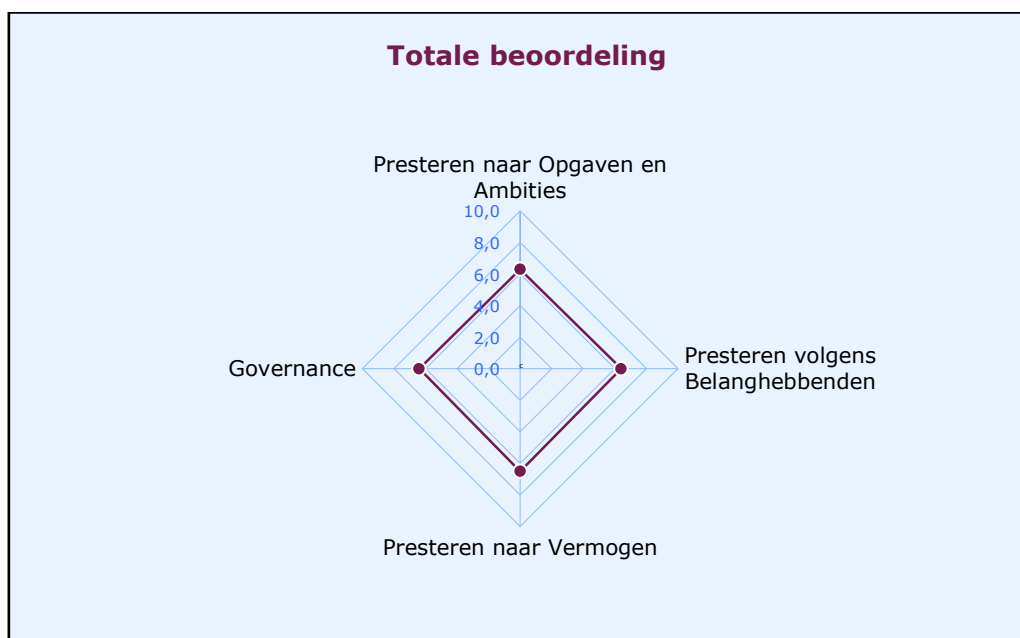 Totale beoordeling
Presteren naar Opgaven en
Ambities
10,0
8,0
6,0
4,0
2,0
0,0
Governance
Presteren volgens
Belanghebbenden
Presteren naar Vermogen